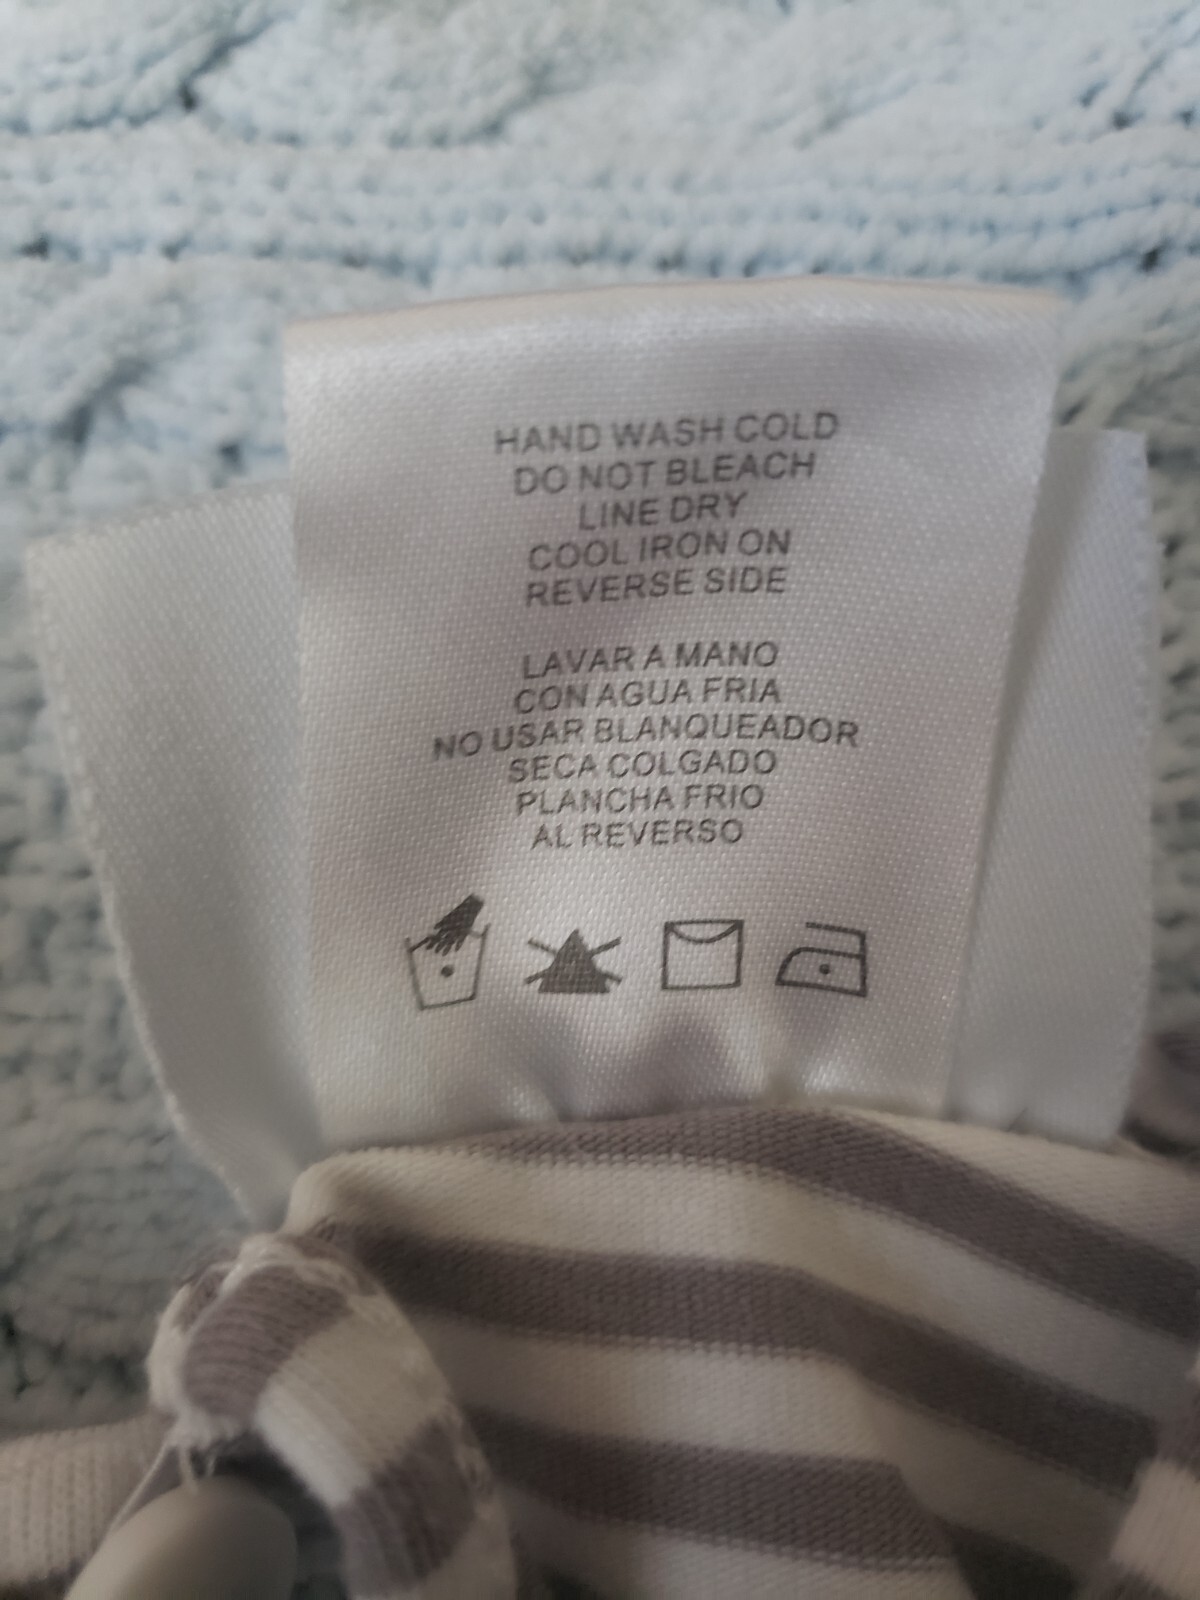 HAND WASH COLD
DO NOT BLEACH
LINE DRY
COOL IRON ON
REVERSE SIDE
LAVAR A MANO
CON AGUA FRIA
NO USAR BLANQUEADOR
SECA COLGADO
PLANCHA FRIO
AL REVERSO